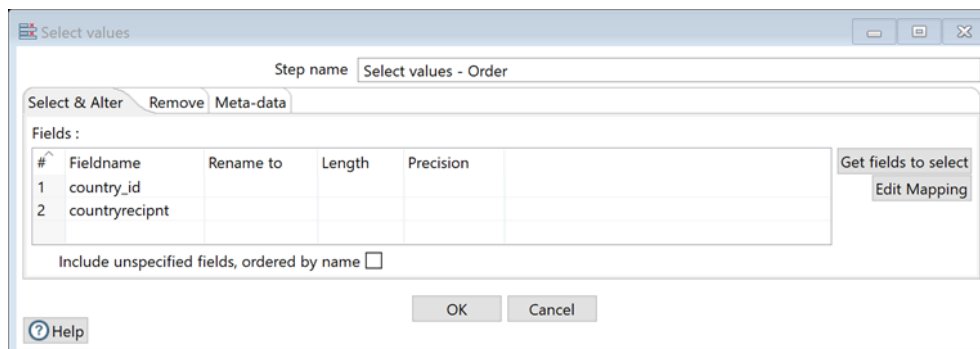 Select values
Step name Select values - Order
Select & Alter Remove Meta-data
Fields :
# Fieldname Rename to Length Precision
Get fields to select
1 country_id
Edit Mapping
2 countryrecipnt
Include unspecified fields, ordered by name
OK Cancel
? Help